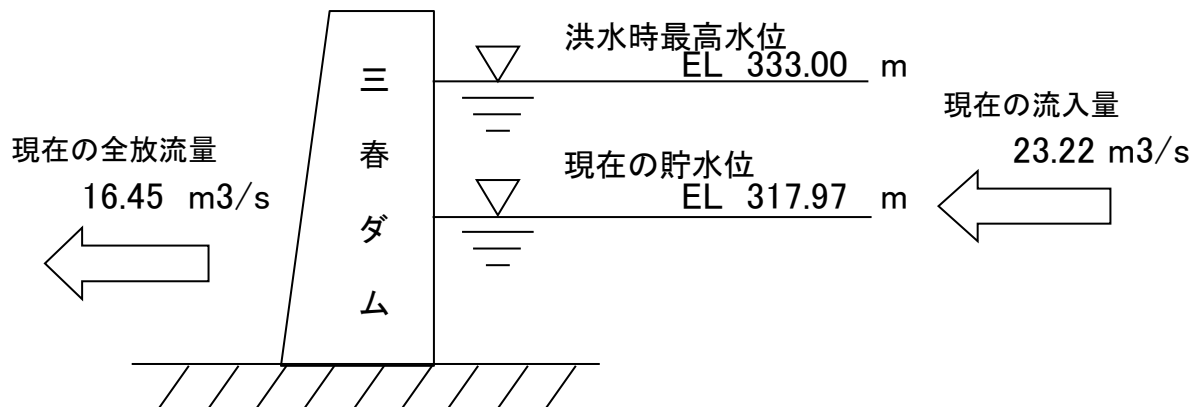 洪水時最高水位
EL 333.00 m
現在の流入量
23.22 m3/s
現在の全放流量
16.45 m3/s
現在の貯水位
EL 317.97 m
三春ダム